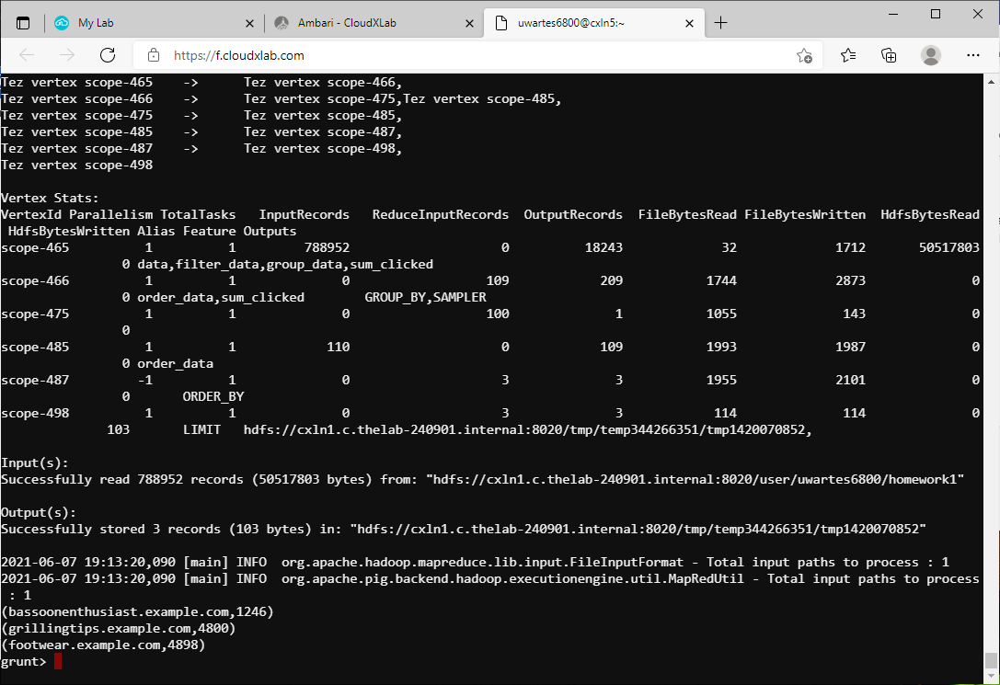 My Lab
Ambari - CloudXLab
uwartes6800@cxln5:~
https://f.cloudxlab.com
Tez vertex scope-465    ->      Tez vertex scope-466,
Tez vertex scope-466    ->      Tez vertex scope-475,Tez vertex scope-485,
Tez vertex scope-475    ->      Tez vertex scope-485,
Tez vertex scope-485    ->      Tez vertex scope-487,
Tez vertex scope-487    ->      Tez vertex scope-498,
Tez vertex scope-498
Vertex Stats:
VertexId Parallelism TotalTasks   InputRecords   ReduceInputRecords  OutputRecords  FileBytesRead FileBytesWritten  HdfsBytesRead
HdfsBytesWritten Alias Feature Outputs
scope-465          1          1         788952                    0          18243             32             1712       50517803
0 data,filter_data,group_data,sum_clicked
scope-466          1          1              0                  109            209           1744             2873              0
0 order_data,sum_clicked        GROUP_BY,SAMPLER
scope-475          1          1              0                  100              1           1055              143              0
0
scope-485          1          1            110                    0            109           1993             1987              0
0 order_data
scope-487         -1          1              0                    3              3           1955             2101              0
0       ORDER_BY
scope-498          1          1              0                    3              3            114              114              0
103       LIMIT   hdfs://cxln1.c.thelab-240901.internal:8020/tmp/temp344266351/tmp1420070852,
Input(s):
Successfully read 788952 records (50517803 bytes) from: "hdfs://cxln1.c.thelab-240901.internal:8020/user/uwartes6800/homework1"
Output(s):
Successfully stored 3 records (103 bytes) in: "hdfs://cxln1.c.thelab-240901.internal:8020/tmp/temp344266351/tmp1420070852"
2021-06-07 19:13:20,090 [main] INFO  org.apache.hadoop.mapreduce.lib.input.FileInputFormat - Total input paths to process : 1
2021-06-07 19:13:20,090 [main] INFO  org.apache.pig.backend.hadoop.executionengine.util.MapRedUtil - Total input paths to process
: 1
(bassoonenthusiast.example.com,1246)
(grillingtips.example.com,4800)
(footwear.example.com,4898)
grunt>